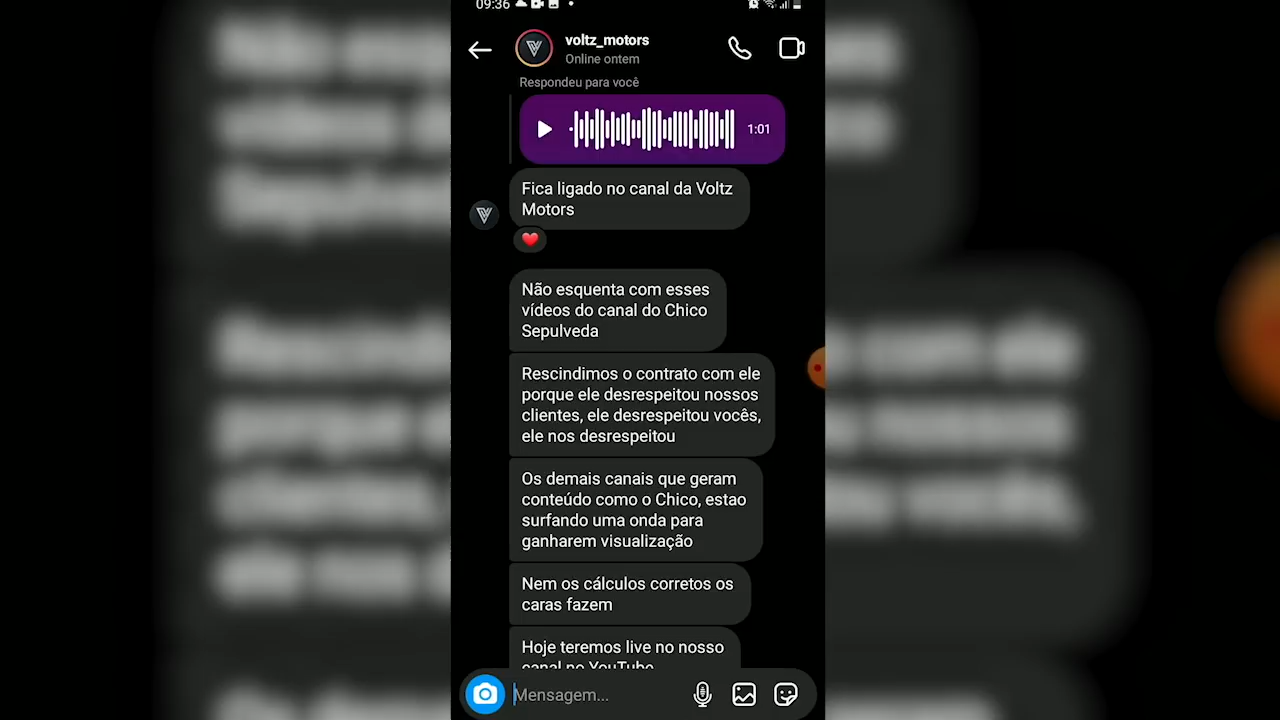 09:36
voltz_motors
Online ontem
Respondeu para você
1:01
Fica ligado no canal da Voltz
Motors
Não esquenta com esses
vídeos do canal do Chico
Sepulveda
Rescindimos o contrato com ele
porque ele desrespeitou nossos
clientes, ele desrespeitou vocês,
ele nos desrespeitou
Os demais canais que geram
conteúdo como o Chico, estao
surfando uma onda para
ganharem visualização
Nem os cálculos corretos os
caras fazem
Hoje teremos live no nosso
canal no YouTube
Mensagem...